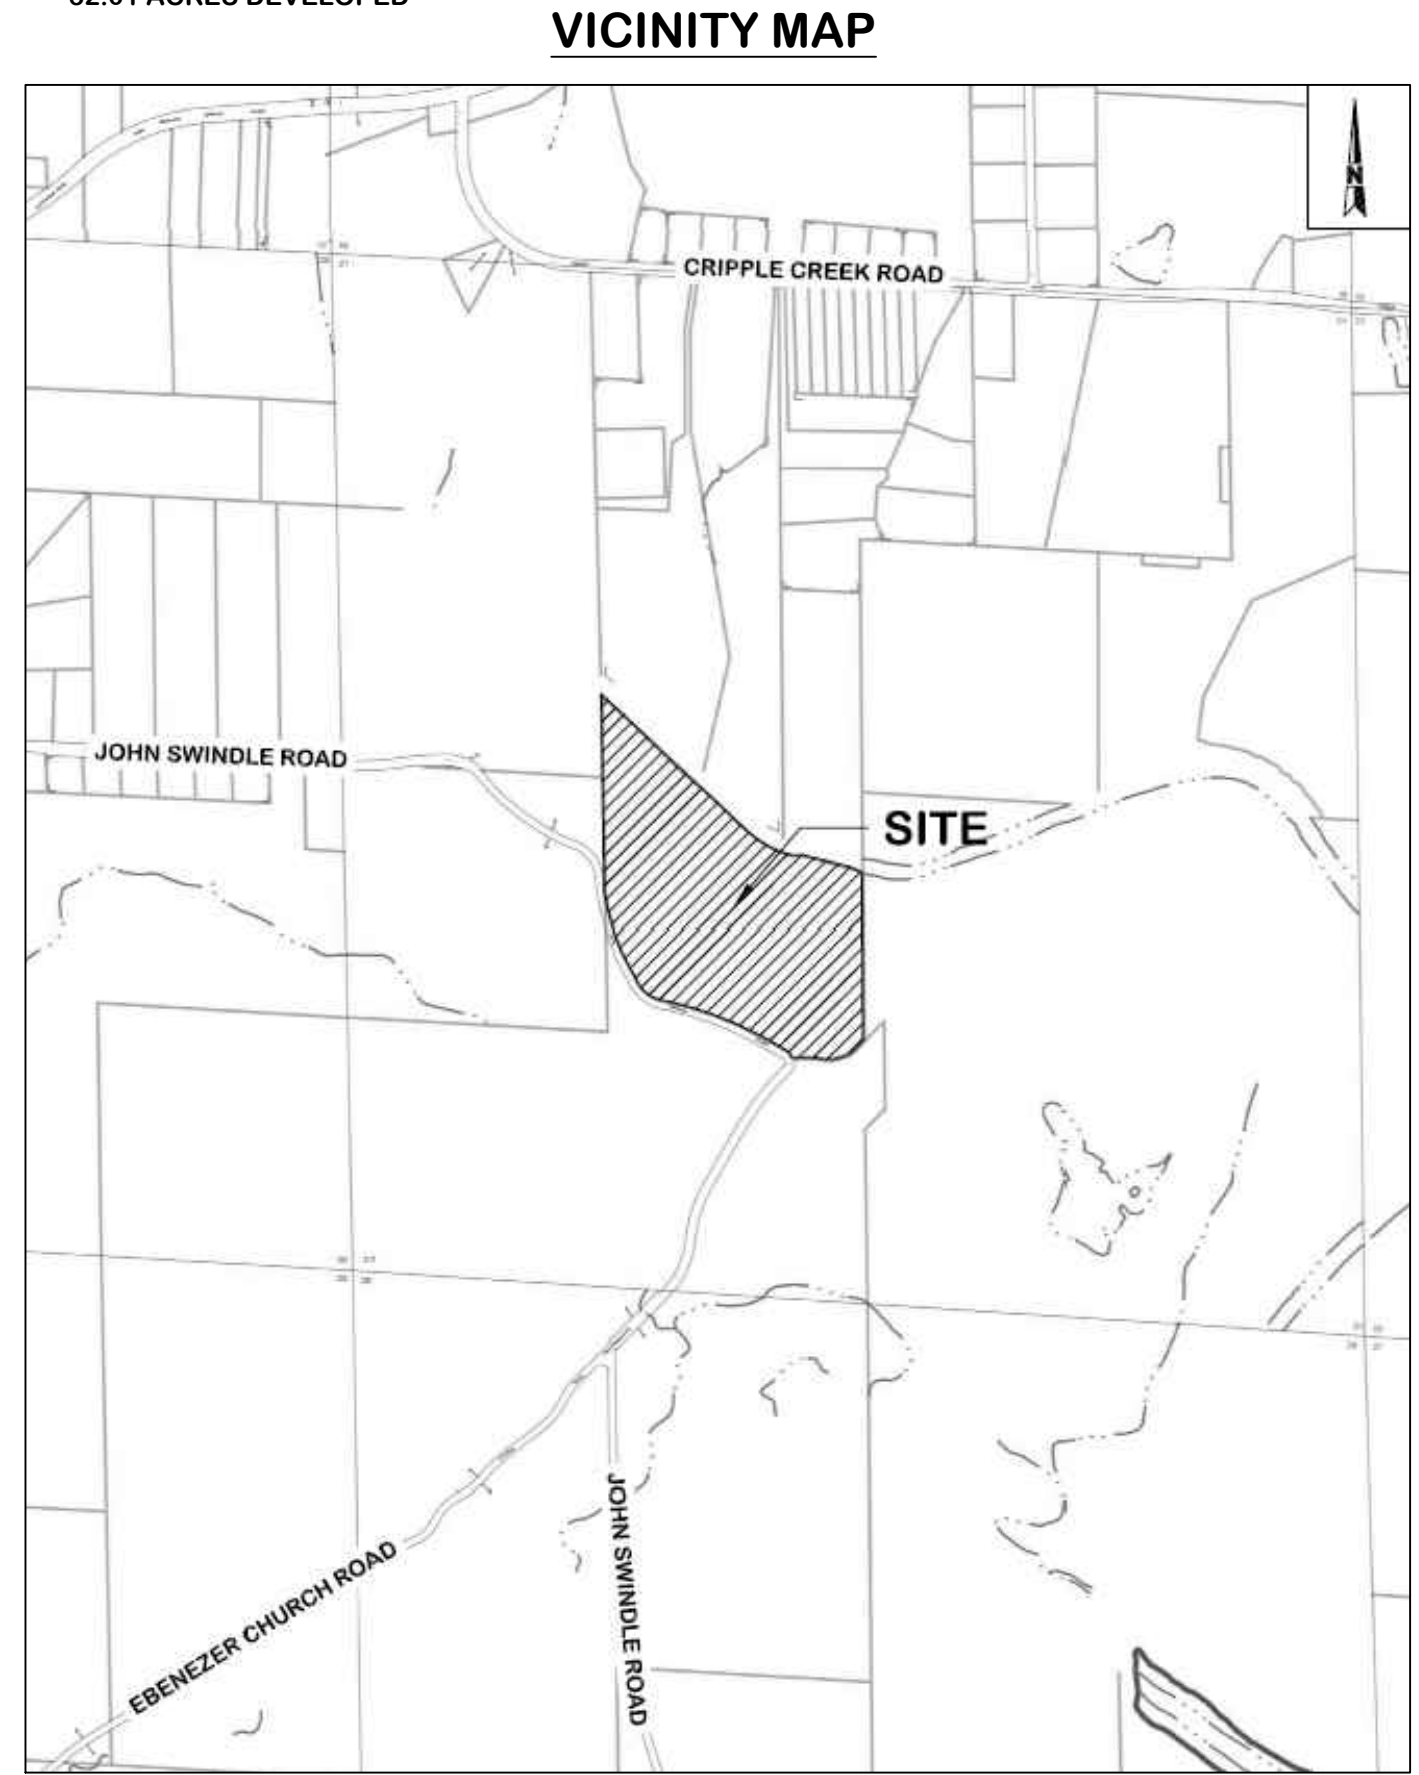 VICINITY MAP
N
CRIPPLE CREEK ROAD
JOHN SWINDLE ROAD
SITE
EBENEZER CHURCH ROAD
JOHN SWINDLE ROAD